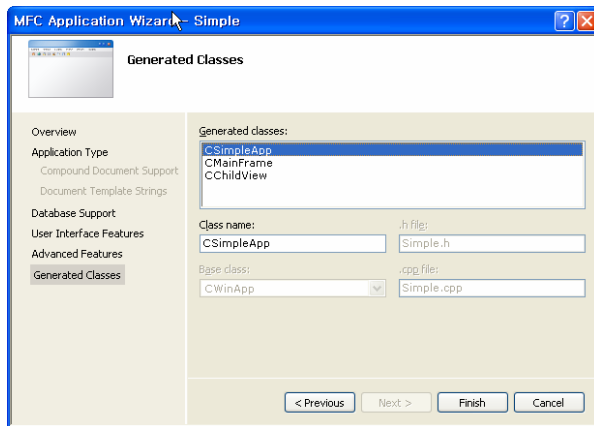 MFC Application Wizard - Simple
Generated Classes
Overview
Application Type
Compound Document Support
Document Template Strings
Database Support
User Interface Features
Advanced Features
Generated Classes
Generated classes:
CSimpleApp
CMainFrame
CChildView
Class name:
.h file:
CSimpleApp
Simple.h
Base class:
.cpp file:
CWinApp
Simple.cpp
< Previous
Next >
Finish
Cancel